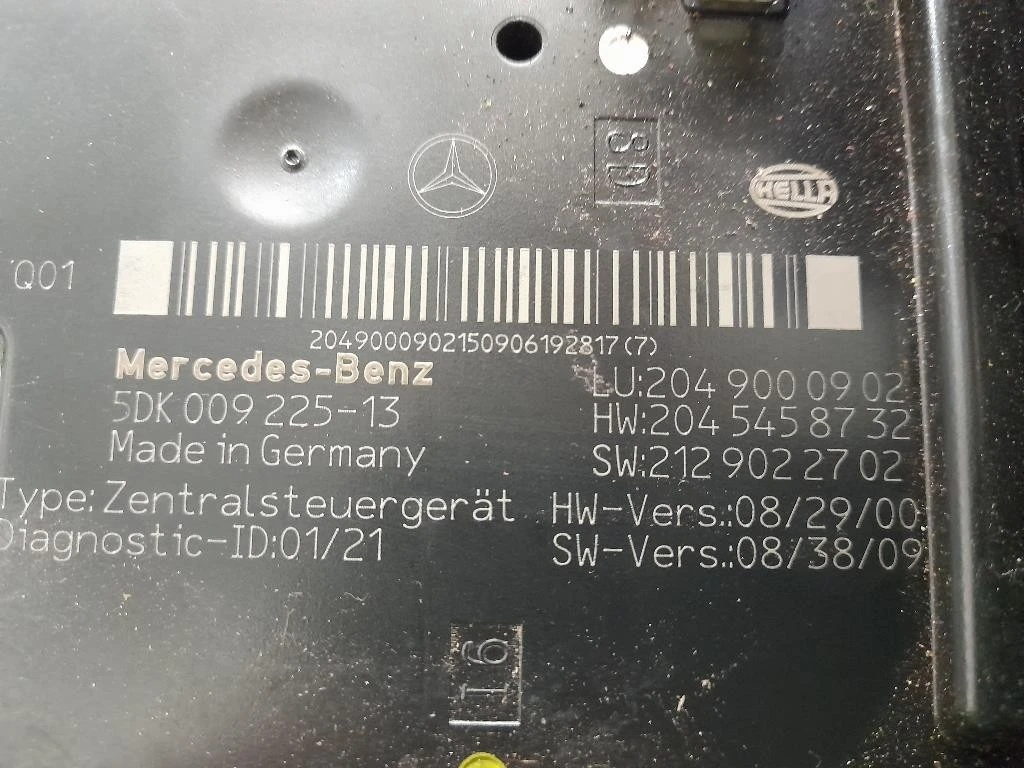 8D
HELLA
Q01
2049000902150906192817(7)
Mercedes-Benz
LU:204 900 09 02
5DK 009 225-13
HW:204 545 87 32
Made in Germany
SW:212 902 27 02
Type:Zentralsteuergerät
HW-Vers.:08/29/00
Diagnostic-ID:01/21
SW-Vers.:08/38/09
16